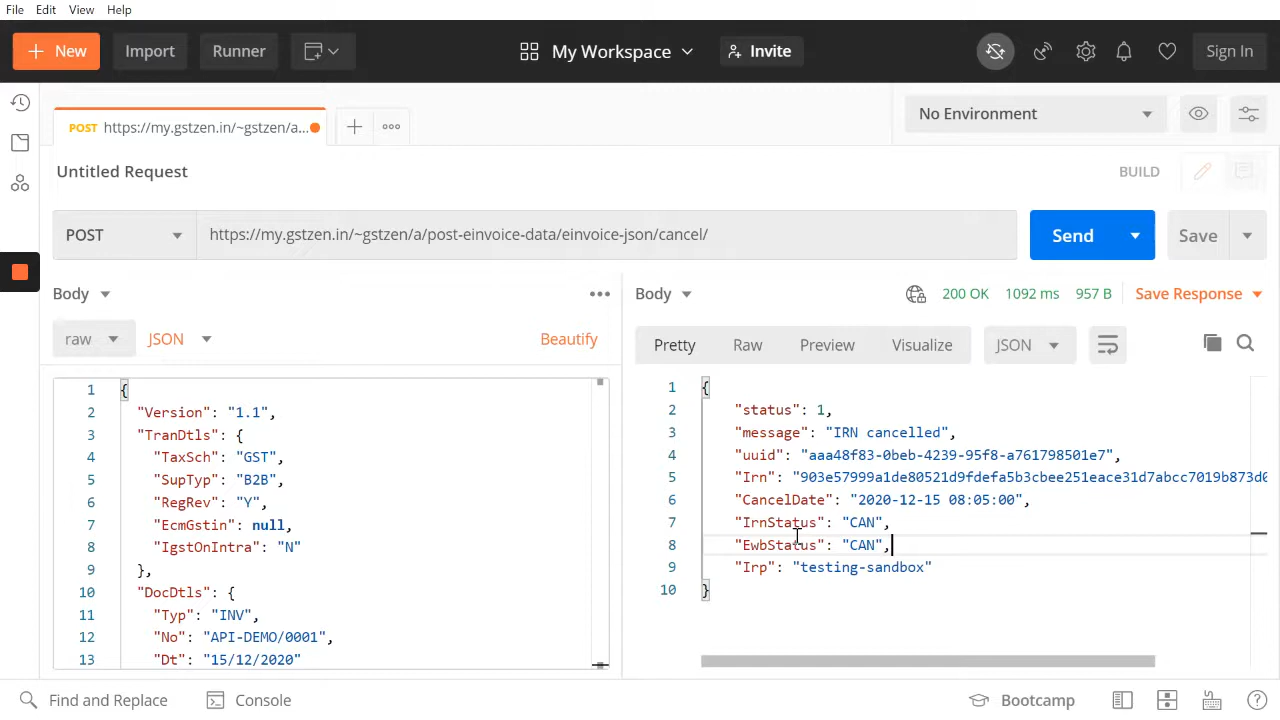 File Edit View Help
New Import Runner My Workspace Invite Sign In
POST https://my.gstzen.in/~gstzen/a... No Environment
Untitled Request BUILD
POST https://my.gstzen.in/~gstzen/a/post-einvoice-data/einvoice-json/cancel/ Send Save
Body Body 200 OK 1092 ms 957 B Save Response
raw JSON Beautify
Pretty Raw Preview Visualize JSON
1 {
2 "Version": "1.1",
3 "TranDtls": {
4 "TaxSch": "GST",
5 "SupTyp": "B2B",
6 "RegRev": "Y",
7 "EcmGstin": null,
8 "IgstOnIntra": "N"
9 },
10 "DocDtls": {
11 "Typ": "INV",
12 "No": "API-DEMO/0001",
13 "Dt": "15/12/2020"
1 {
2 "status": 1,
3 "message": "IRN cancelled",
4 "uuid": "aaa48f83-0beb-4239-95f8-a761798501e7",
5 "Irn": "903e57999a1de80521d9fdefa5b3cbee251eace31d7abcc7019b873d0
6 "CancelDate": "2020-12-15 08:05:00",
7 "IrnStatus": "CAN",
8 "EwbStatus": "CAN",
9 "Irp": "testing-sandbox"
10 }
Find and Replace Console Bootcamp